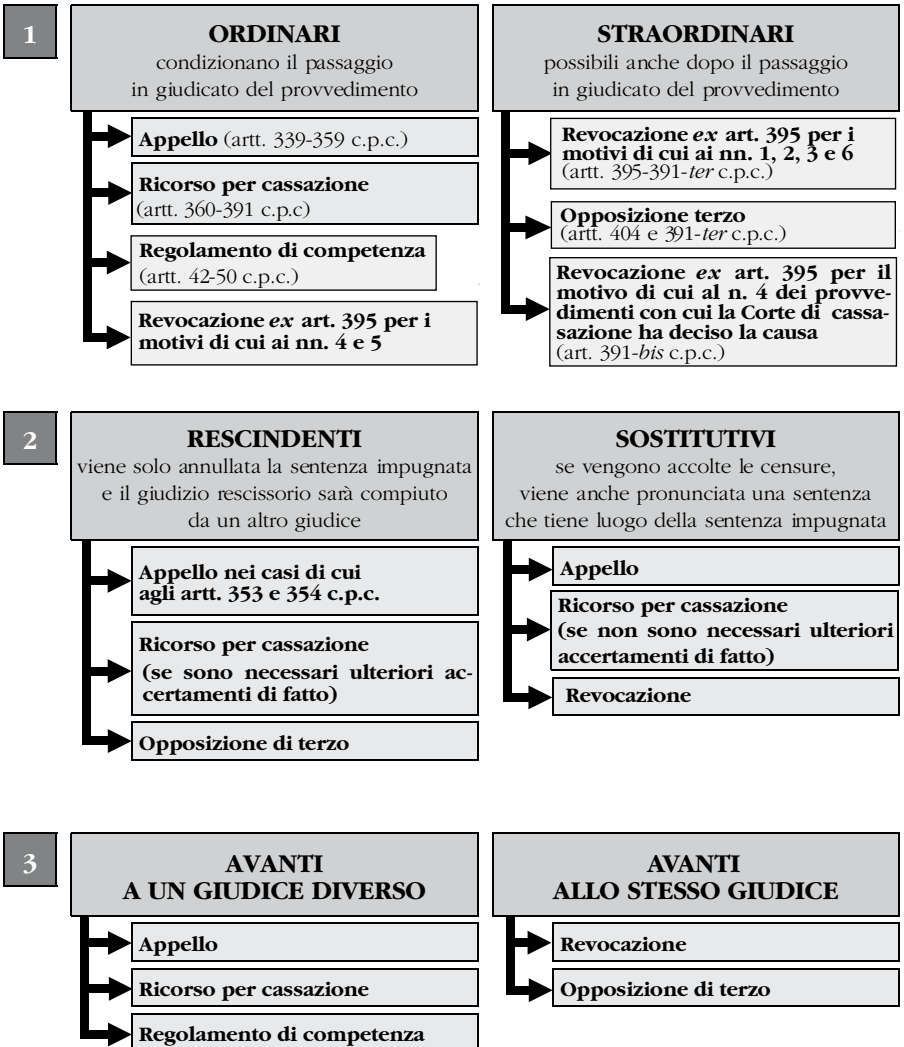 1
ORDINARI
condizionano il passaggio
in giudicato del provvedimento
Appello (artt. 339-359 c.p.c.)
Ricorso per cassazione
(artt. 360-391 c.p.c)
Regolamento di competenza
(artt. 42-50 c.p.c.)
Revocazione ex art. 395 per i
motivi di cui ai nn. 4 e 5
STRAORDINARI
possibili anche dopo il passaggio
in giudicato del provvedimento
Revocazione ex art. 395 per i
motivi di cui ai nn. 1, 2, 3 e 6
(artt. 395-391-ter c.p.c.)
Opposizione terzo
(artt. 404 e 391-ter c.p.c.)
Revocazione ex art. 395 per il
motivo di cui al n. 4 dei provve-
dimenti con cui la Corte di cassa-
sazione ha deciso la causa
(art. 391-bis c.p.c.)
2
RESCINDENTI
viene solo annullata la sentenza impugnata
e il giudizio rescissorio sarà compiuto
da un altro giudice
Appello nei casi di cui
agli artt. 353 e 354 c.p.c.
Ricorso per cassazione
(se sono necessari ulteriori ac-
certamenti di fatto)
Opposizione di terzo
SOSTITUTIVI
se vengono accolte le censure,
viene anche pronunciata una sentenza
che tiene luogo della sentenza impugnata
Appello
Ricorso per cassazione
(se non sono necessari ulteriori
accertamenti di fatto)
Revocazione
3
AVANTI
A UN GIUDICE DIVERSO
Appello
Ricorso per cassazione
Regolamento di competenza
AVANTI
ALLO STESSO GIUDICE
Revocazione
Opposizione di terzo